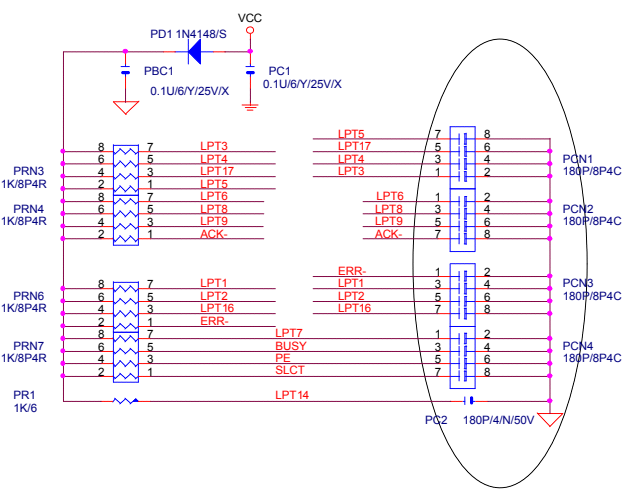 VCC
PD1 1N4148/S
PBC1
PC1
0.1U/6/Y/25V/X
0.1U/6/Y/25V/X
8 7 LPT3
6 5 LPT4
4 3 LPT17
2 1 LPT5
PRN3
1K/8P4R
8 7 LPT6
6 5 LPT8
4 3 LPT9
2 1 ACK-
PRN4
1K/8P4R
LPT5 7 8
LPT17 5 6
LPT4 3 4
LPT3 1 2
PCN1
180P/8P4C
LPT6 1 2
LPT8 3 4
LPT9 5 6
ACK- 7 8
PCN2
180P/8P4C
8 7 LPT1
6 5 LPT2
4 3 LPT16
2 1 ERR-
PRN6
1K/8P4R
ERR- 1 2
LPT1 3 4
LPT2 5 6
LPT16 7 8
PCN3
180P/8P4C
8 7 LPT7 1 2
6 5 BUSY 3 4
4 3 PE 5 6
2 1 SLCT 7 8
PRN7
1K/8P4R
PCN4
180P/8P4C
PR1
1K/6
LPT14
PC2
180P/4/N/50V